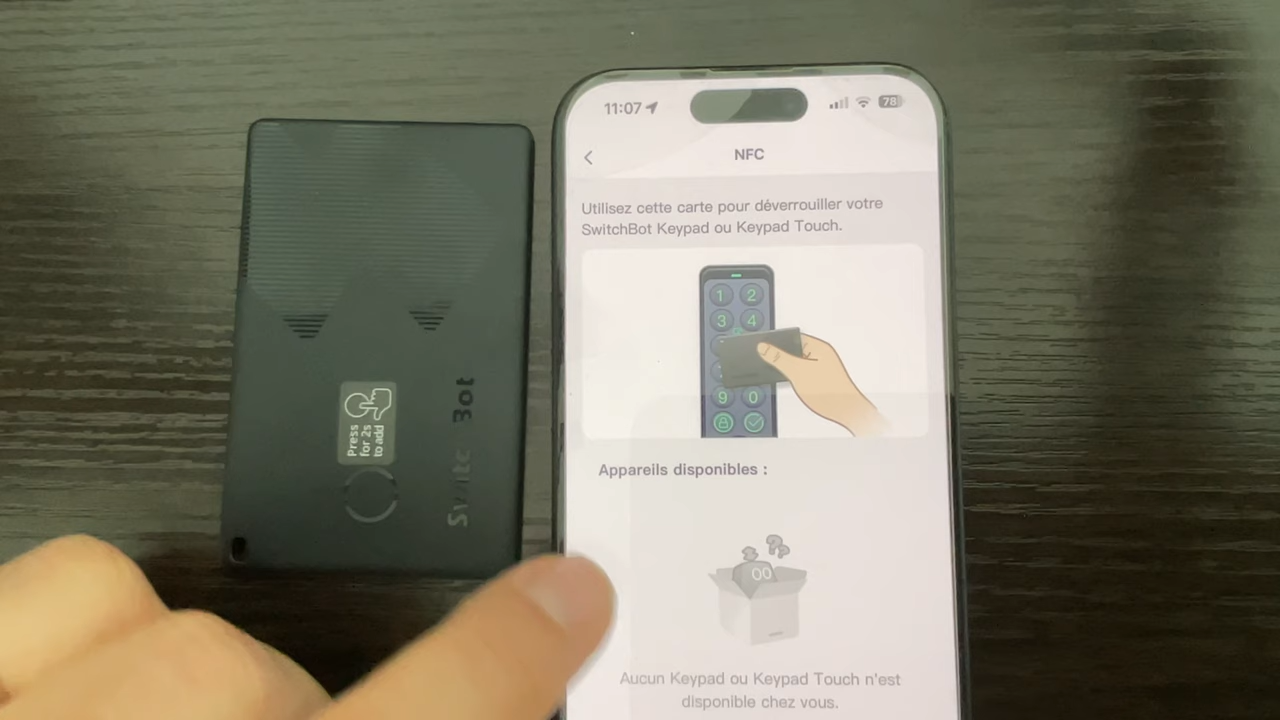 Press
for 2s
to add
SwitchBot
11:07
78
NFC
Utilisez cette carte pour déverrouiller votre
SwitchBot Keypad ou Keypad Touch.
1 2
3 4
9 0
Appareils disponibles :
Aucun Keypad ou Keypad Touch n'est
disponible chez vous.